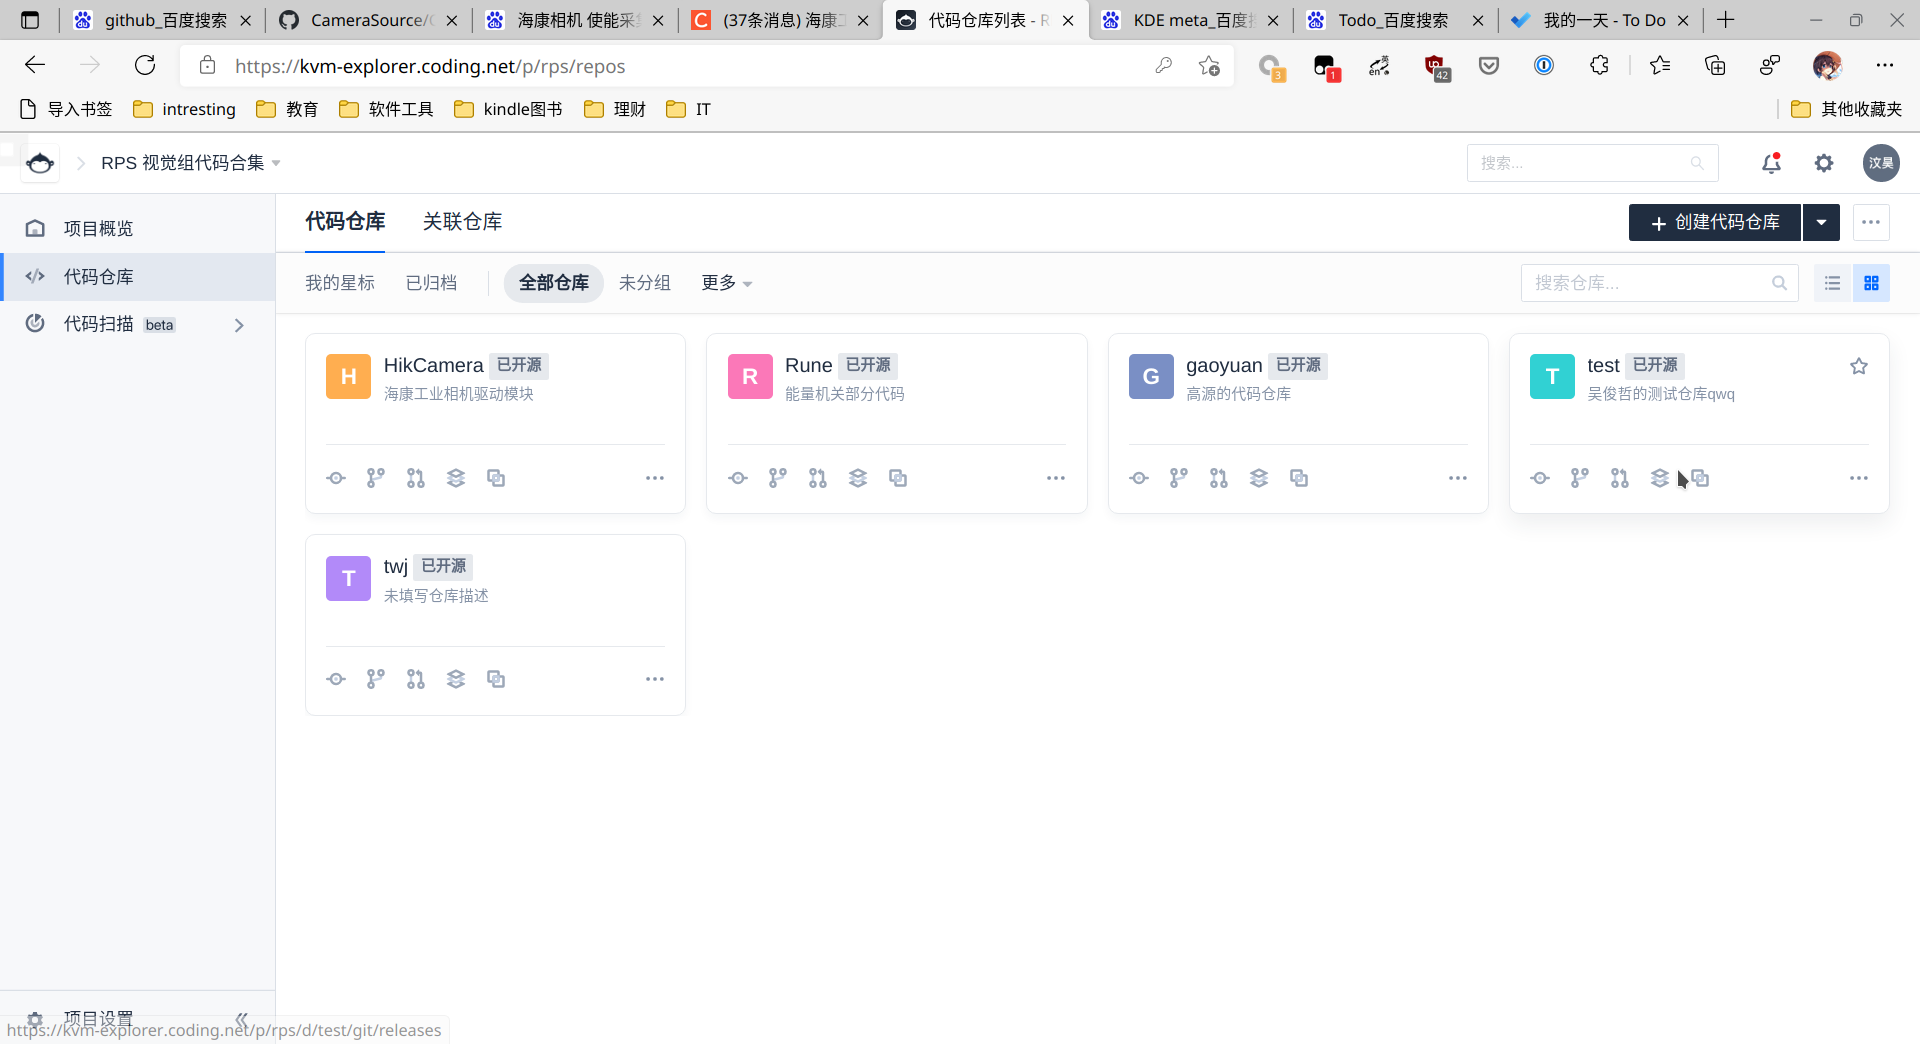 github_百度搜索
CameraSource/
海康相机 使能采
(37条消息) 海康工
代码仓库列表 - R
KDE meta_百度
Todo_百度搜索
我的一天 - To Do
https://kvm-explorer.coding.net/p/rps/repos
3
1
英
en
42
导入书签
intresting
教育
软件工具
kindle图书
理财
IT
其他收藏夹
RPS 视觉组代码合集
搜索...
汶昊
项目概览
代码仓库
代码扫描 beta
项目设置
https://kvm-explorer.coding.net/p/rps/d/test/git/releases
代码仓库
关联仓库
创建代码仓库
我的星标
已归档
全部仓库
未分组
更多
搜索仓库...
H
HikCamera 已开源
海康工业相机驱动模块
R
Rune 已开源
能量机关部分代码
G
gaoyuan 已开源
高源的代码仓库
T
test 已开源
吴俊哲的测试仓库qwq
T
twj 已开源
未填写仓库描述